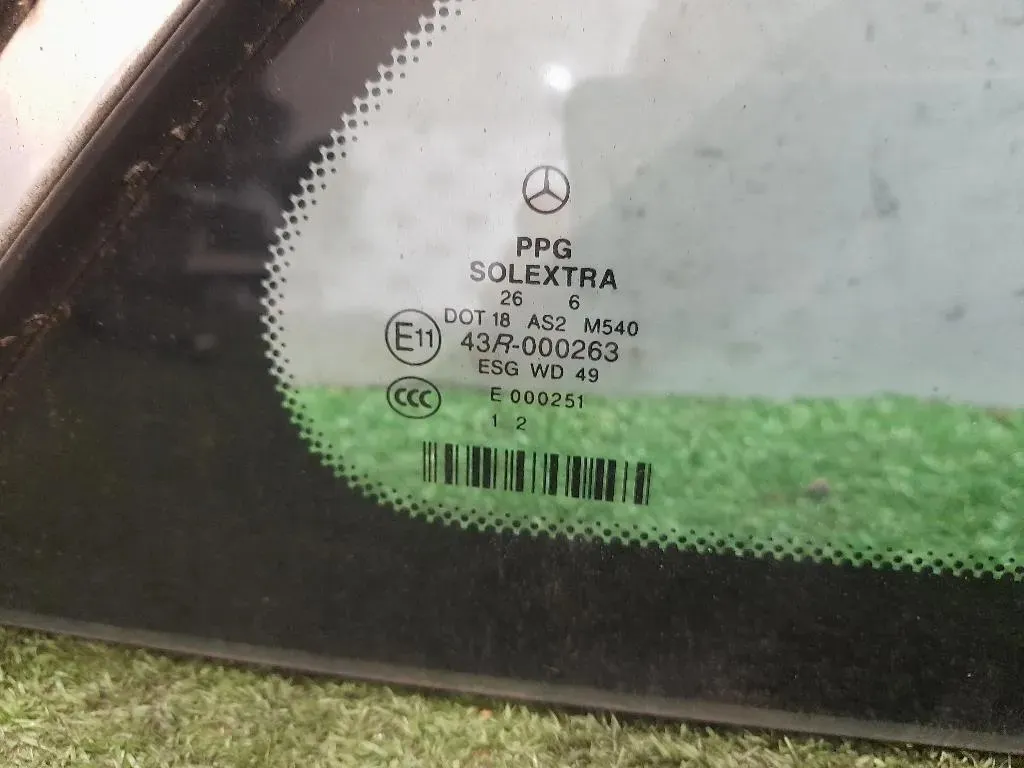 PPG
SOLEXTRA
26 6
DOT 18 AS2 M540
E11 43R-000263
ESG WD 49
CCC E 000251
1 2